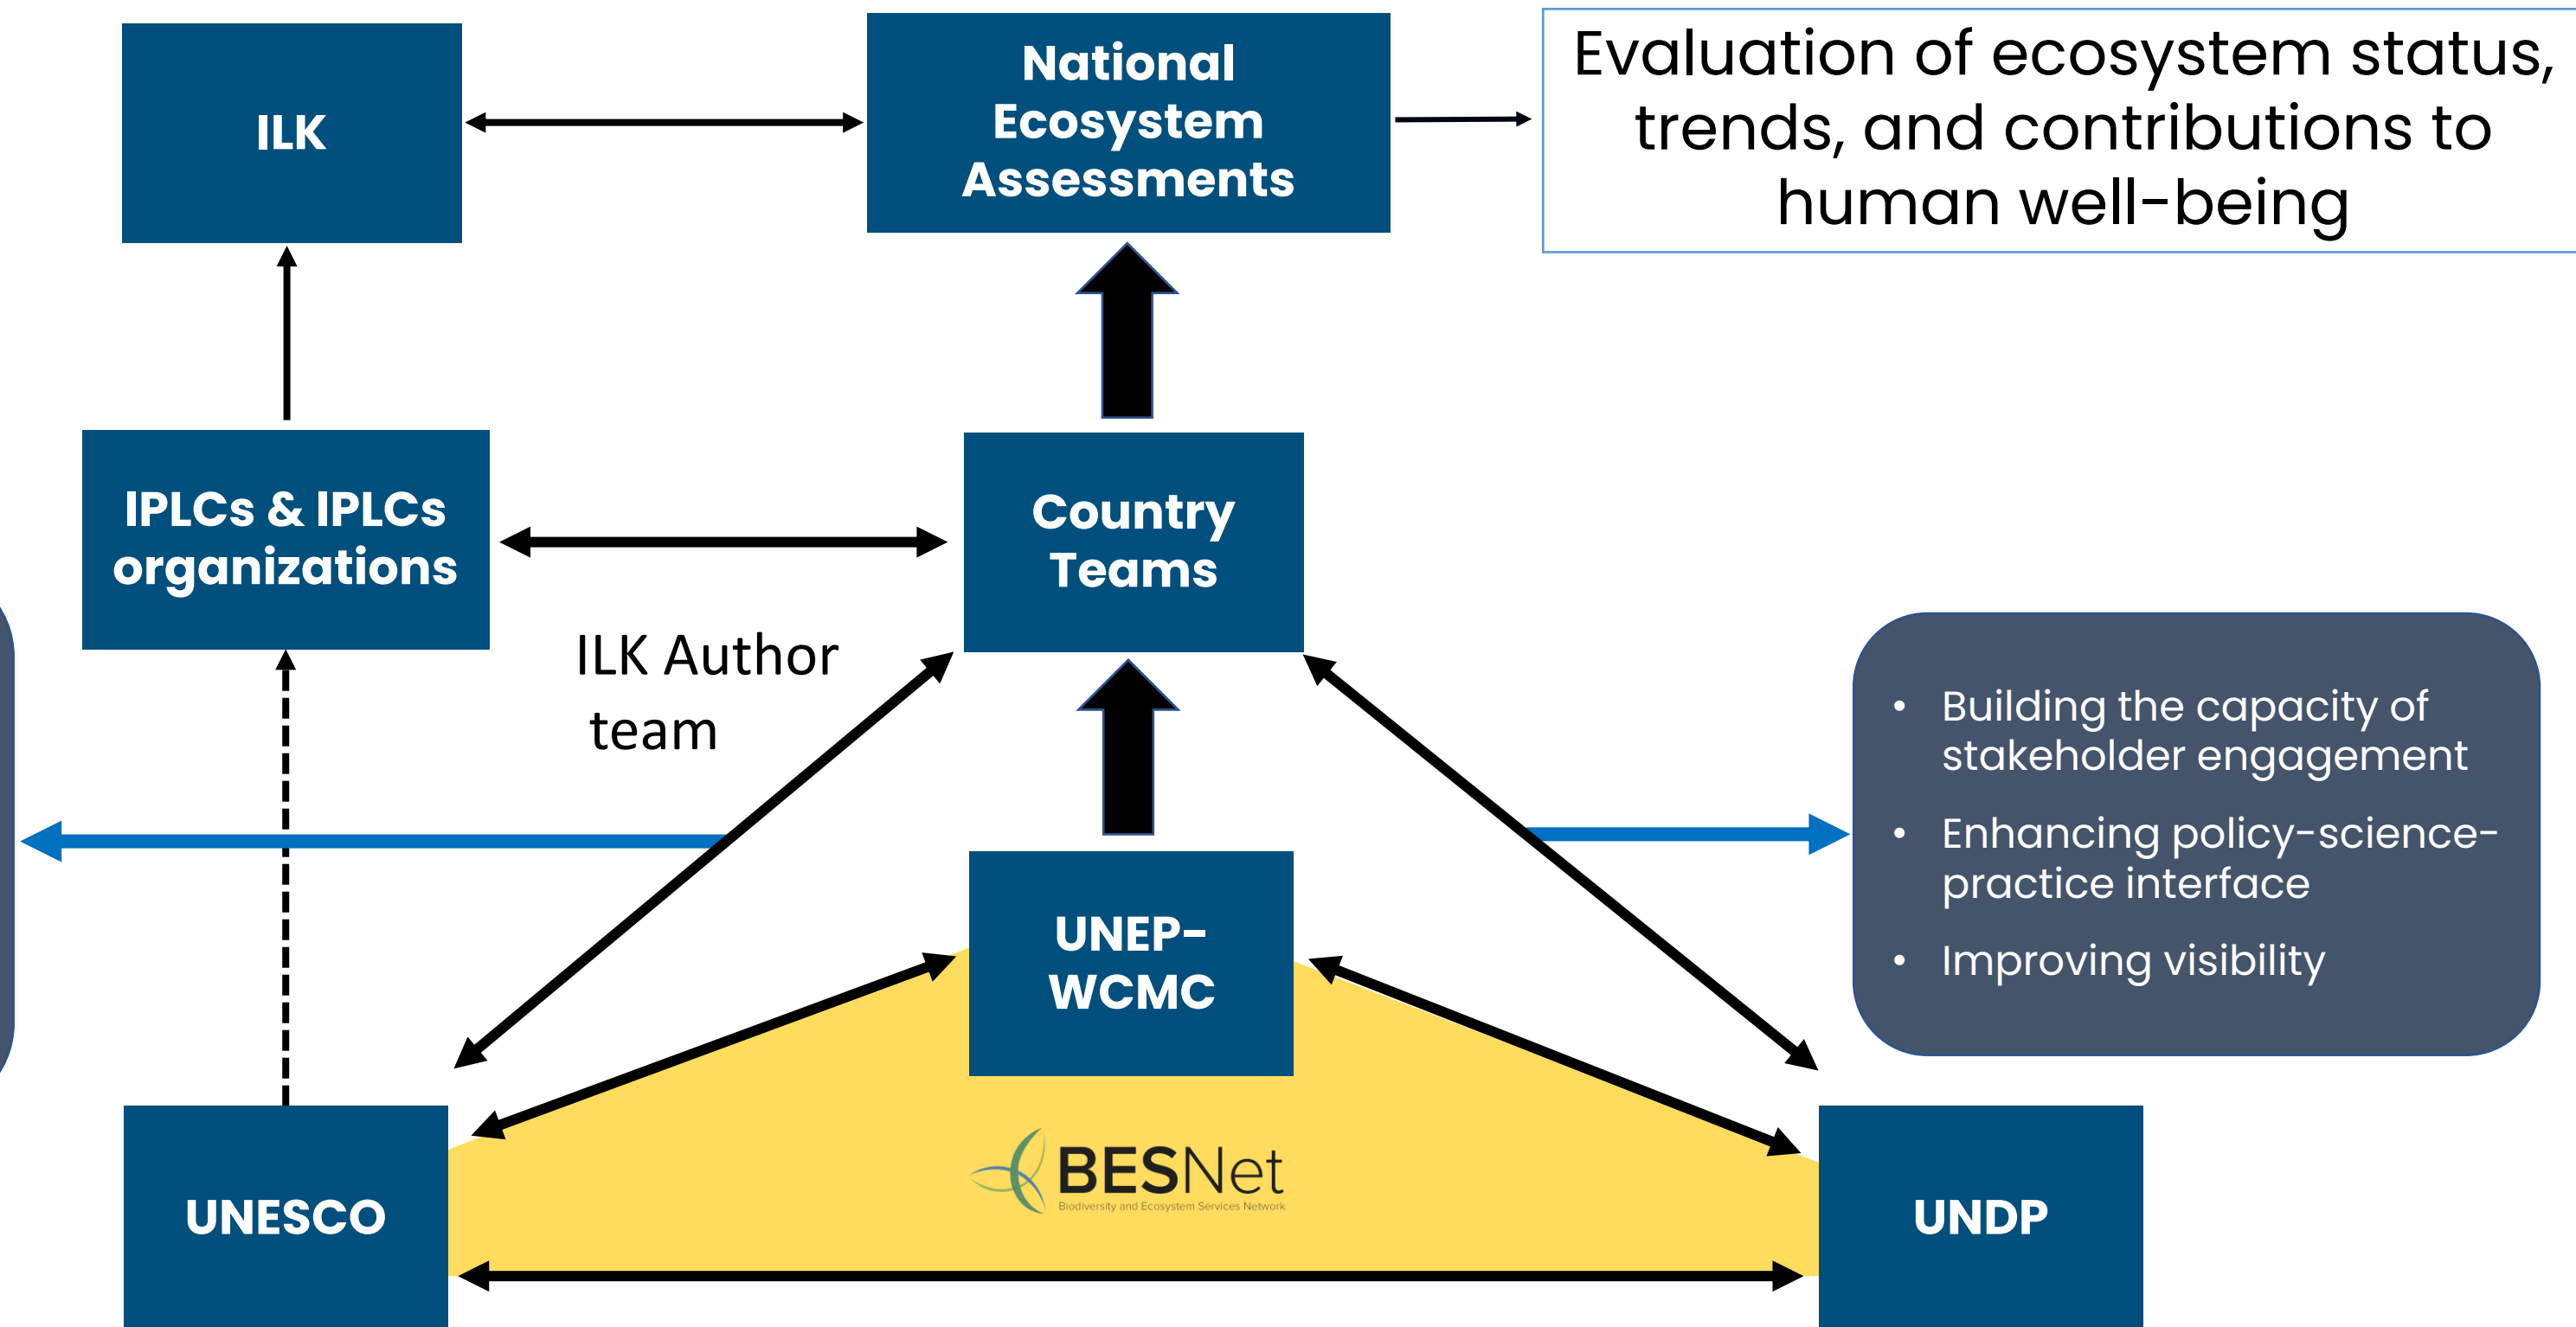 ILK
National
Ecosystem
Assessments
Evaluation of ecosystem status,
trends, and contributions to
human well-being
IPLCs & IPLCs
organizations
Country
Teams
ILK Author
team
• Building the capacity of
stakeholder engagement
• Enhancing policy-science-
practice interface
• Improving visibility
UNEP-
WCMC
BESNet
Biodiversity and Ecosystem Services Network
UNESCO
UNDP